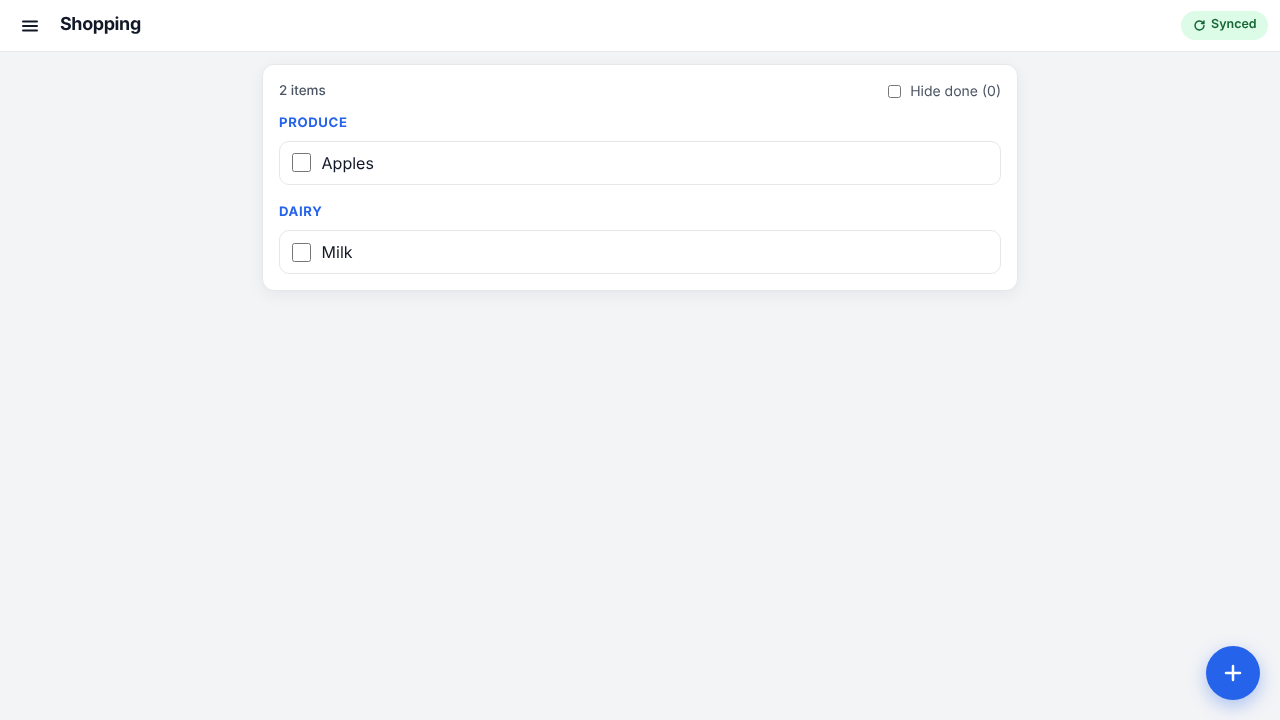 Shopping
Synced
2 items
Hide done (0)
PRODUCE
Apples
DAIRY
Milk